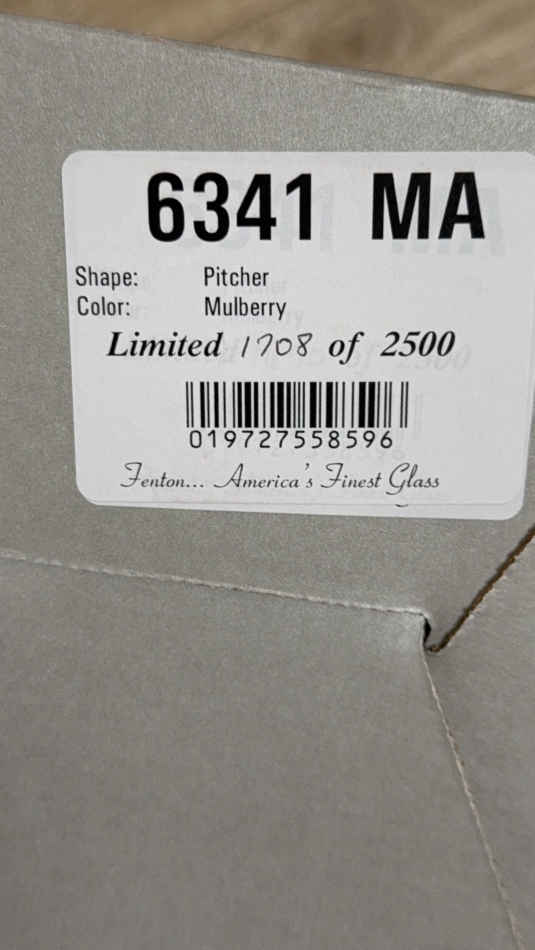 6341 MA
Shape: Pitcher
Color: Mulberry
Limited 1708 of 2500
019727558596
Fenton... America's Finest Glass